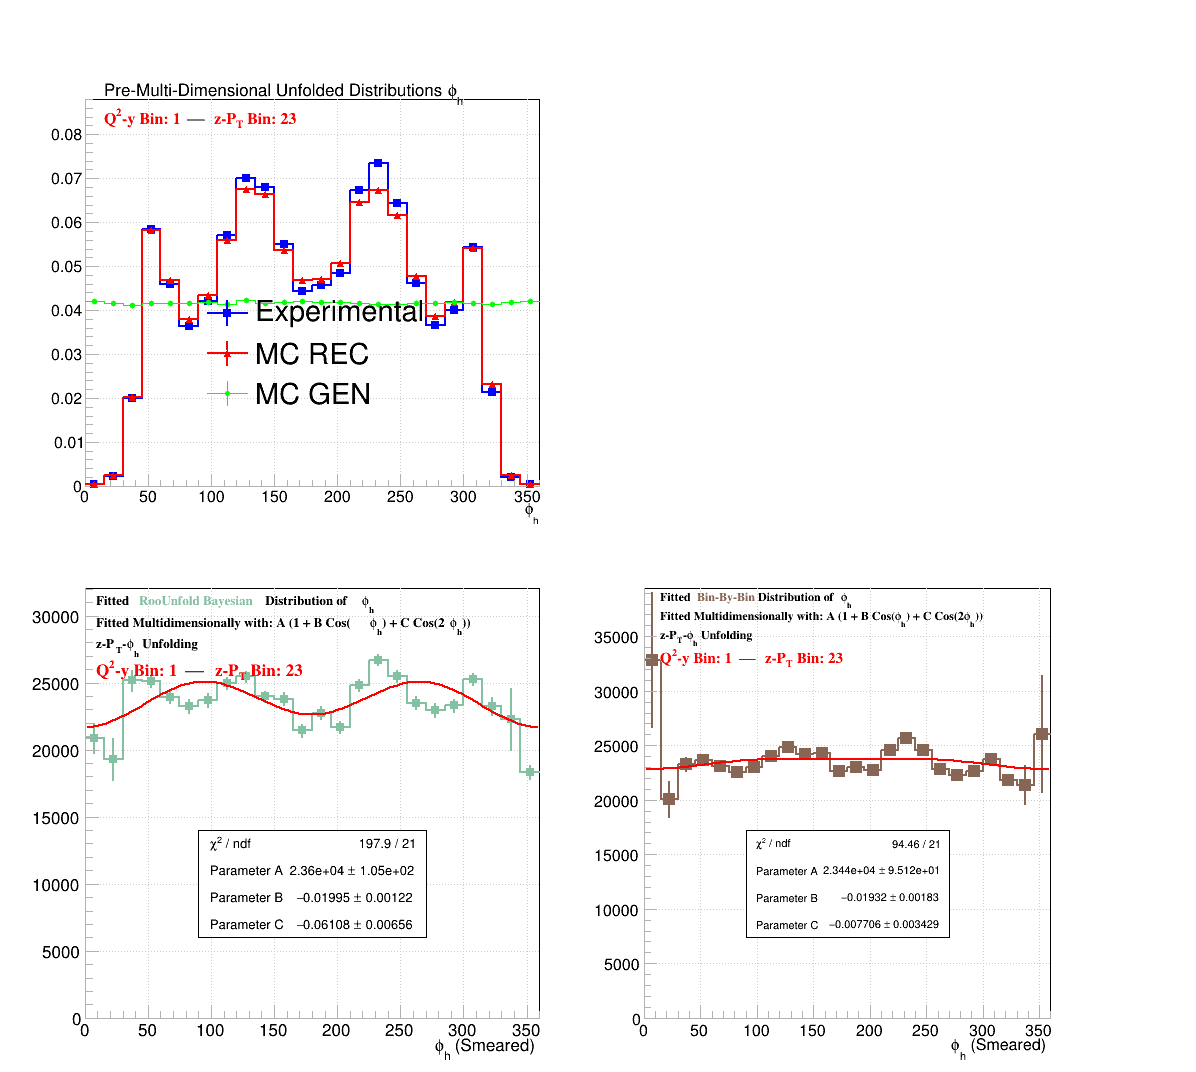 Pre-Multi-Dimensional Unfolded Distributions ϕh
Q2-y Bin: 1 — z-PT Bin: 23
0.08
0.07
0.06
0.05
0.04
0.03
0.02
0.01
0
Experimental
MC REC
MC GEN
0 50 100 150 200 250 300 350
ϕh
Fitted RooUnfold Bayesian Distribution of ϕh
Fitted Multidimensionally with: A (1 + B Cos( ϕh) + C Cos(2 ϕh))
z-PT-ϕh Unfolding
Q2-y Bin: 1 — z-PT Bin: 23
30000
25000
20000
15000
10000
5000
0
χ2 / ndf 197.9 / 21
Parameter A 2.36e+04 ± 1.05e+02
Parameter B −0.01995 ± 0.00122
Parameter C −0.06108 ± 0.00656
0 50 100 150 200 250 300 350
ϕh (Smeared)
Fitted Bin-By-Bin Distribution of ϕh
Fitted Multidimensionally with: A (1 + B Cos(ϕh) + C Cos(2ϕh))
z-PT-ϕh Unfolding
Q2-y Bin: 1 — z-PT Bin: 23
35000
30000
25000
20000
15000
10000
5000
0
χ2 / ndf 94.46 / 21
Parameter A 2.344e+04 ± 9.512e+01
Parameter B −0.01932 ± 0.00183
Parameter C −0.007706 ± 0.003429
0 50 100 150 200 250 300 350
ϕh (Smeared)